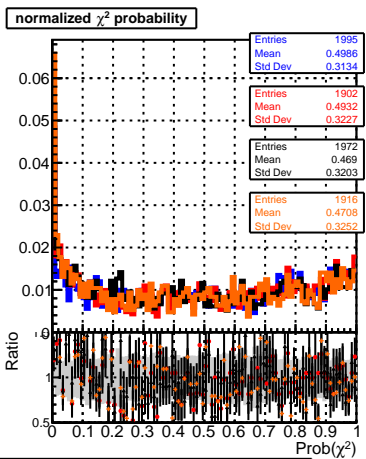 normalized χ² probability
Entries 1995
Mean 0.4986
Std Dev 0.3134
Entries 1902
Mean 0.4932
Std Dev 0.3227
Entries 1972
Mean 0.469
Std Dev 0.3203
Entries 1916
Mean 0.4708
Std Dev 0.3252
0.06
0.05
0.04
0.03
0.02
0.01
Ratio
1
0.5
0 0.1 0.2 0.3 0.4 0.5 0.6 0.7 0.8 0.9 1
Prob(χ²)